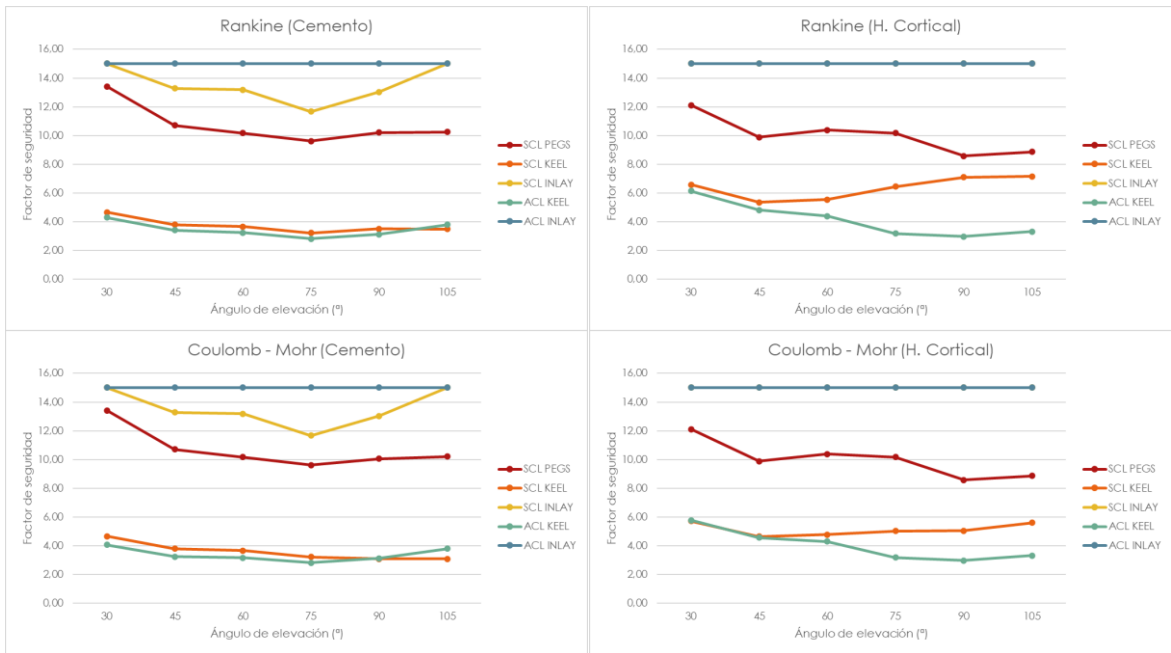 Rankine (Cemento)
Factor de seguridad
16.00
14.00
12.00
10.00
8.00
6.00
4.00
2.00
0.00
30 45 60 75 90 105
Ángulo de elevación (º)
SCL PEGS
SCL KEEL
SCL INLAY
ACL KEEL
ACL INLAY
Rankine (H. Cortical)
Factor de seguridad
16.00
14.00
12.00
10.00
8.00
6.00
4.00
2.00
0.00
30 45 60 75 90 105
Ángulo de elevación (º)
SCL PEGS
SCL KEEL
SCL INLAY
ACL KEEL
ACL INLAY
Coulomb - Mohr (Cemento)
Factor de seguridad
16.00
14.00
12.00
10.00
8.00
6.00
4.00
2.00
0.00
30 45 60 75 90 105
Ángulo de elevación (º)
SCL PEGS
SCL KEEL
SCL INLAY
ACL KEEL
ACL INLAY
Coulomb - Mohr (H. Cortical)
Factor de seguridad
16.00
14.00
12.00
10.00
8.00
6.00
4.00
2.00
0.00
30 45 60 75 90 105
Ángulo de elevación (º)
SCL PEGS
SCL KEEL
SCL INLAY
ACL KEEL
ACL INLAY